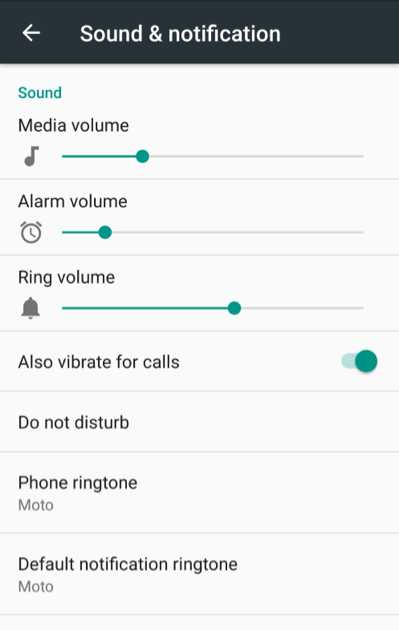 Sound & notification
Sound
Media volume
Alarm volume
Ring volume
Also vibrate for calls
Do not disturb
Phone ringtone
Moto
Default notification ringtone
Moto